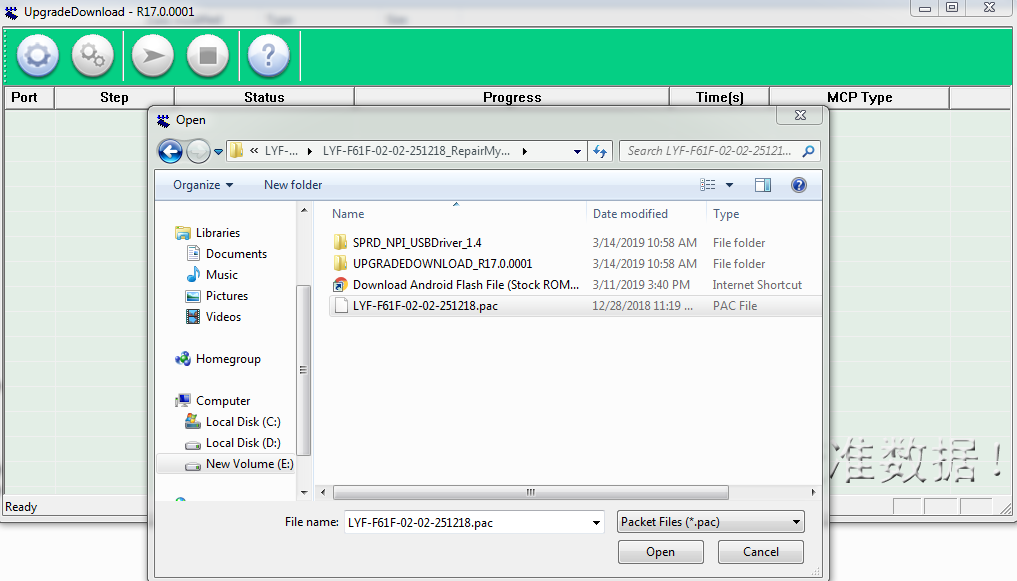 UpgradeDownload - R17.0.0001
Port Step Status Progress Time(s) MCP Type
Open
« LYF-... LYF-F61F-02-02-251218_RepairMy... Search LYF-F61F-02-02-25121...
Organize New folder
Name Date modified Type
Libraries
Documents
Music
Pictures
Videos
Homegroup
Computer
Local Disk (C:)
Local Disk (D:)
New Volume (E:)
SPRD_NPI_USBDriver_1.4 3/14/2019 10:58 AM File folder
UPGRADEDOWNLOAD_R17.0.0001 3/14/2019 10:58 AM File folder
Download Android Flash File (Stock ROM... 3/11/2019 3:40 PM Internet Shortcut
LYF-F61F-02-02-251218.pac 12/28/2018 11:19 ... PAC File
准数据！
Ready
File name: LYF-F61F-02-02-251218.pac Packet Files (*.pac)
Open Cancel